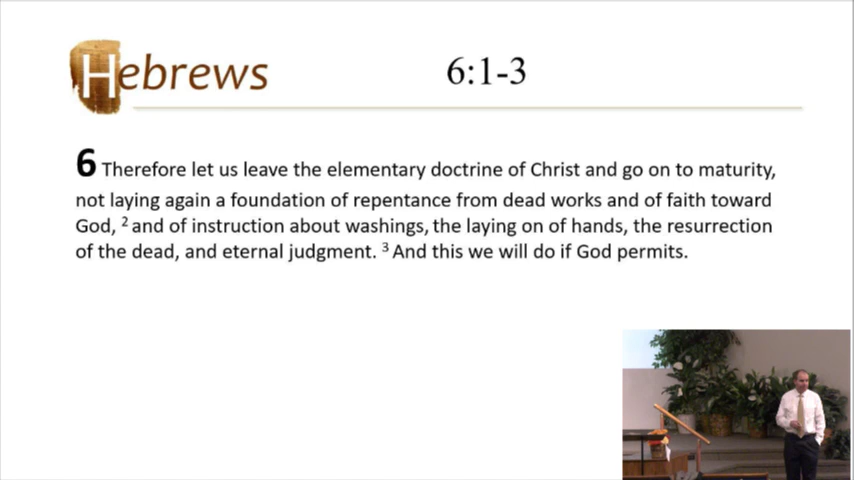 Hebrews 6:1-3
6 Therefore let us leave the elementary doctrine of Christ and go on to maturity,
not laying again a foundation of repentance from dead works and of faith toward
God, 2 and of instruction about washings, the laying on of hands, the resurrection
of the dead, and eternal judgment. 3 And this we will do if God permits.